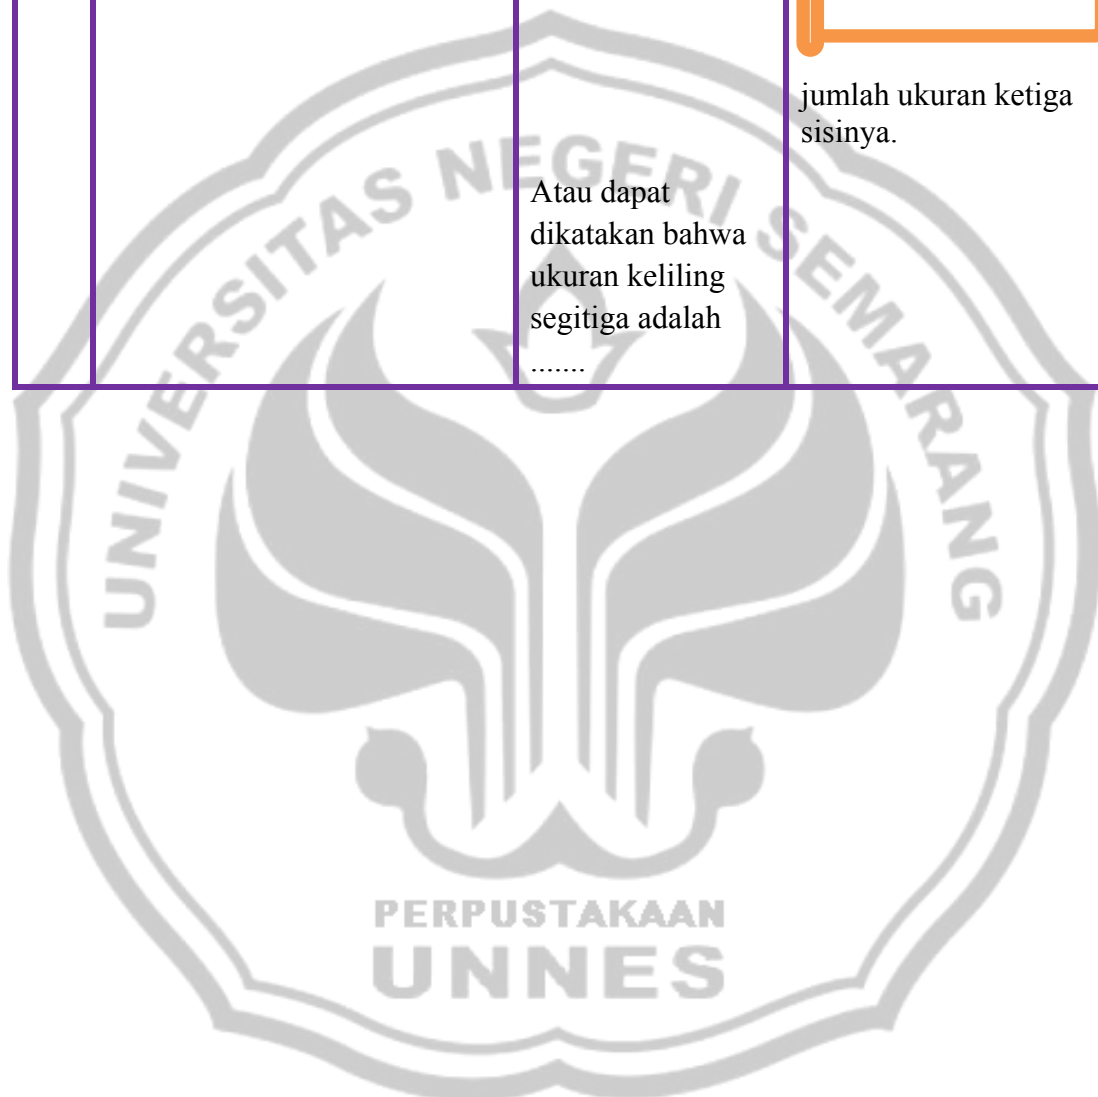 jumlah ukuran ketiga
sisinya.
Atau dapat
dikatakan bahwa
ukuran keliling
segitiga adalah
.......
UNIVERSITAS NEGERI SEMARANG
PERPUSTAKAAN
UNNES